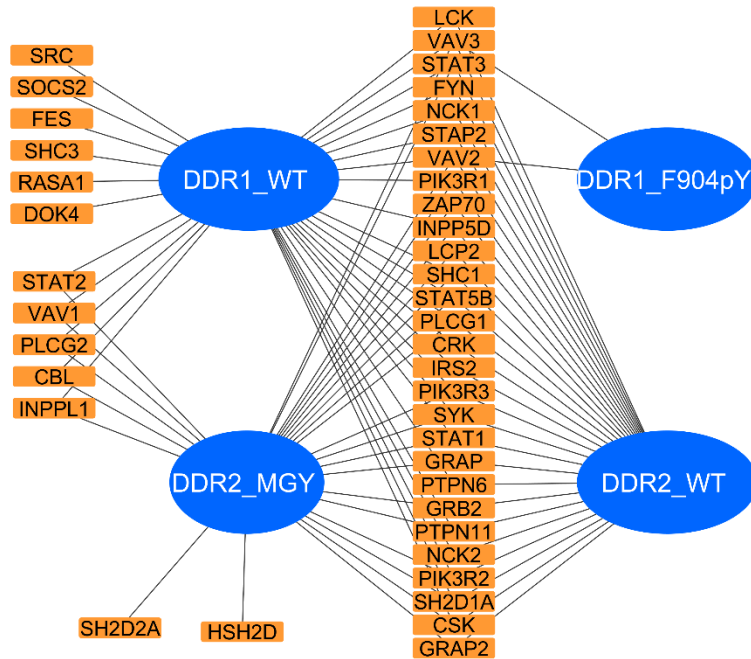 SRC
SOCS2
FES
SHC3
RASA1
DOK4
STAT2
VAV1
PLCG2
CBL
INPPL1
DDR1_WT
DDR2_MGY
SH2D2A
HSH2D
LCK
VAV3
STAT3
FYN
NCK1
STAP2
VAV2
PIK3R1
ZAP70
INPP5D
LCP2
SHC1
STAT5B
PLCG1
CRK
IRS2
PIK3R3
SYK
STAT1
GRAP
PTPN6
GRB2
PTPN11
NCK2
PIK3R2
SH2D1A
CSK
GRAP2
DDR1_F904pY
DDR2_WT